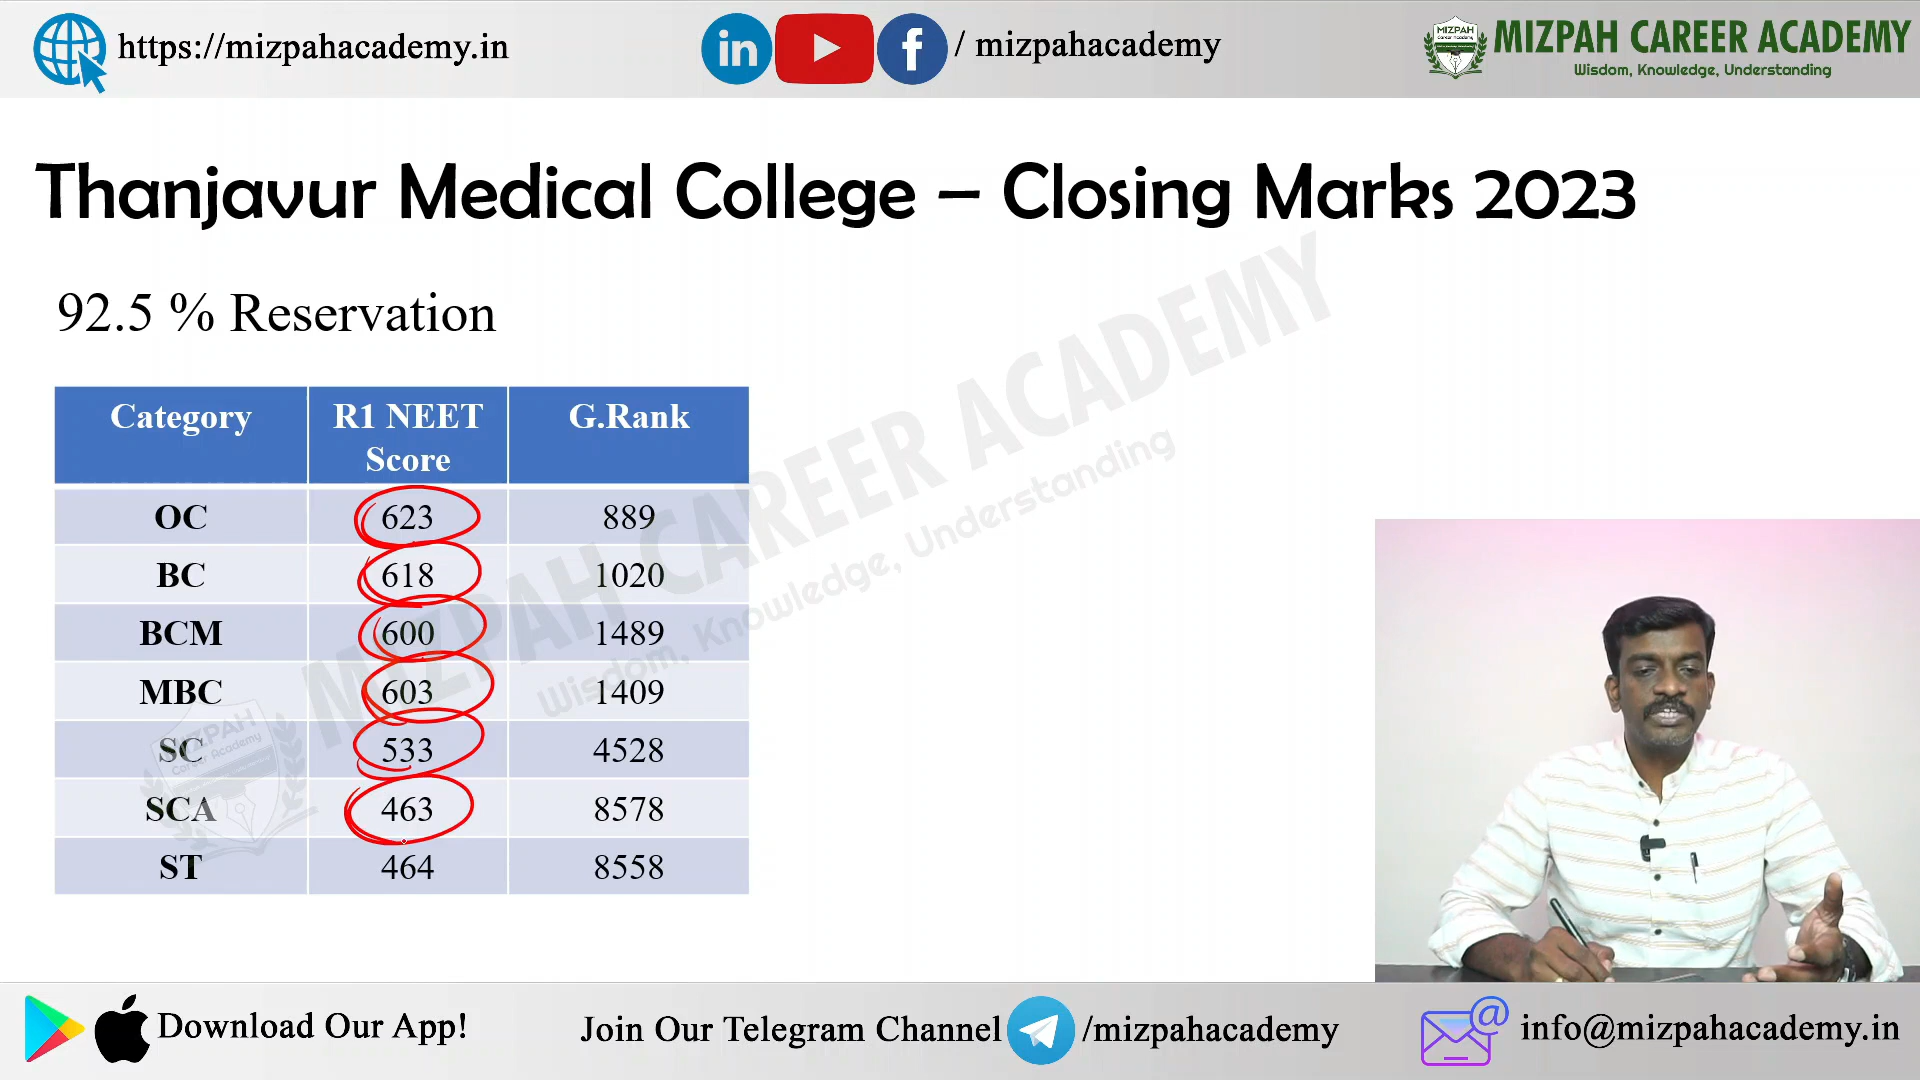 https://mizpahacademy.in
/ mizpahacademy
MIZPAH CAREER ACADEMY
Wisdom, Knowledge, Understanding
Thanjavur Medical College – Closing Marks 2023
92.5 % Reservation
Category R1 NEET Score G.Rank
OC 623 889
BC 618 1020
BCM 600 1489
MBC 603 1409
SC 533 4528
SCA 463 8578
ST 464 8558
MIZPAH CAREER ACADEMY
Wisdom, Knowledge, Understanding
MIZPAH
Career Academy
Download Our App!
Join Our Telegram Channel /mizpahacademy
info@mizpahacademy.in